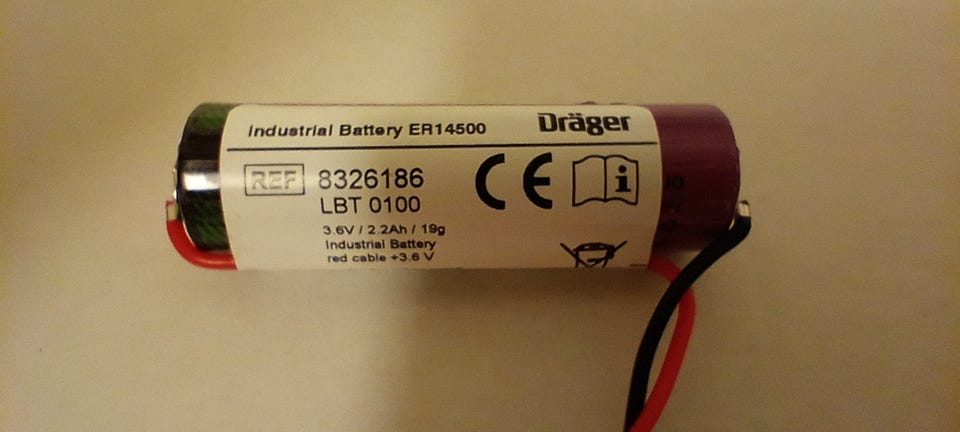 Industrial Battery ER14500
Dräger
REF 8326186
LBT 0100
3.6V / 2.2Ah / 19g
Industrial Battery
red cable +3.6 V
CE
i